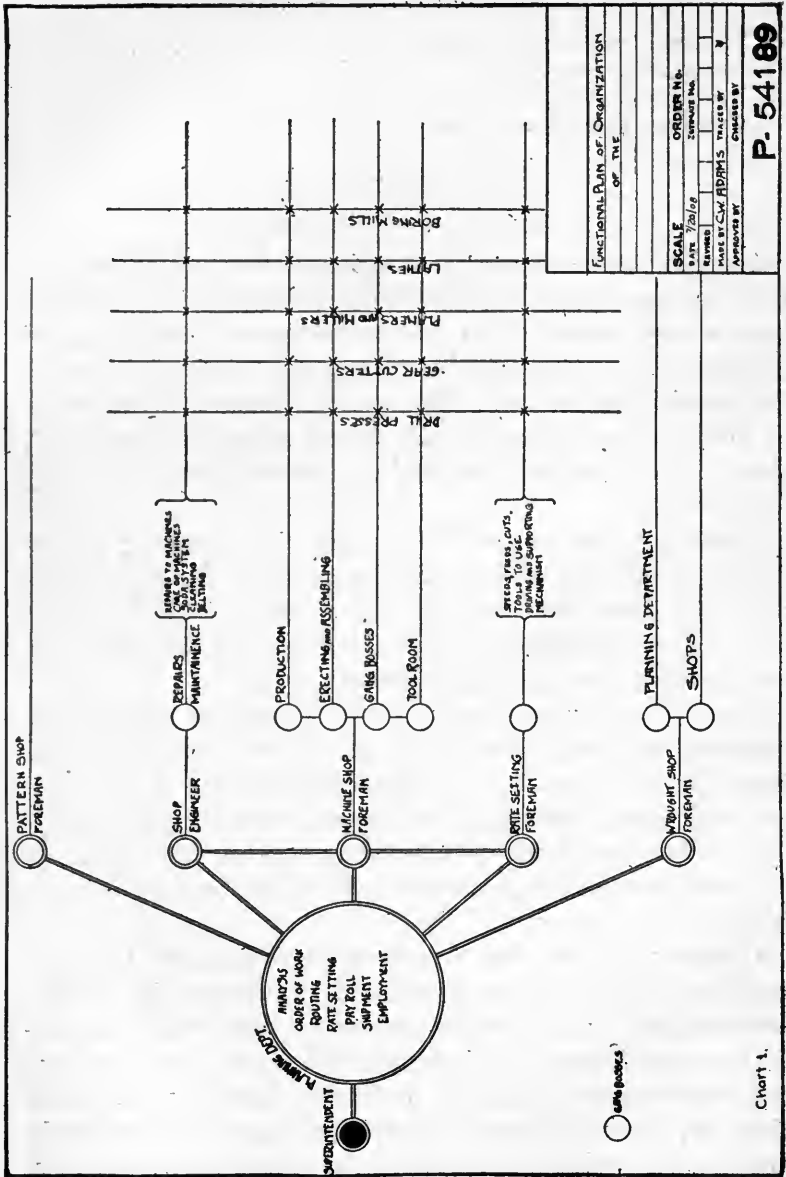 FUNCTIONAL PLAN OF ORGANIZATION
OF THE
SCALE
ORDER NO.
DATE 7/20/08
ESTIMATE NO.
REVISED
MADE BY C.W. ADAMS
TRACED BY
APPROVED BY
CHECKED BY
P-54189
PATTERN SHOP
FOREMAN
SHOP
ENGINEER
REPAIRS
MAINTAINENCE
REPAIRS TO MACHINES
CARE OF MACHINES
SODA SYSTEM
CLEANING
BELTING
PRODUCTION
ERECTING AND ASSEMBLING
GANG BOSSES
TOOL ROOM
MACHINE SHOP
FOREMAN
RATE SETTING
FOREMAN
SPEEDS, FEEDS, CUTS.
TOOLS TO USE
DRIVING AND SUPPORTING
MECHANISM
WROUGHT SHOP
FOREMAN
PLANNING DEPARTMENT
SHOPS
DRILL PRESSES
GEAR CUTTERS
PLANERS AND MILLERS
LATHES
BORING MILLS
SUPERINTENDENT
PLANNING DEPT.
ANALYSIS
ORDER OF WORK
ROUTING
RATE SETTING
PAY ROLL
SHIPMENT
EMPLOYMENT
GANG BOSSES
Chart 1.